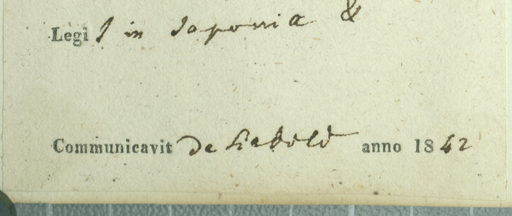 Legi in Japonia &
Communicavit De Siebold anno 1842